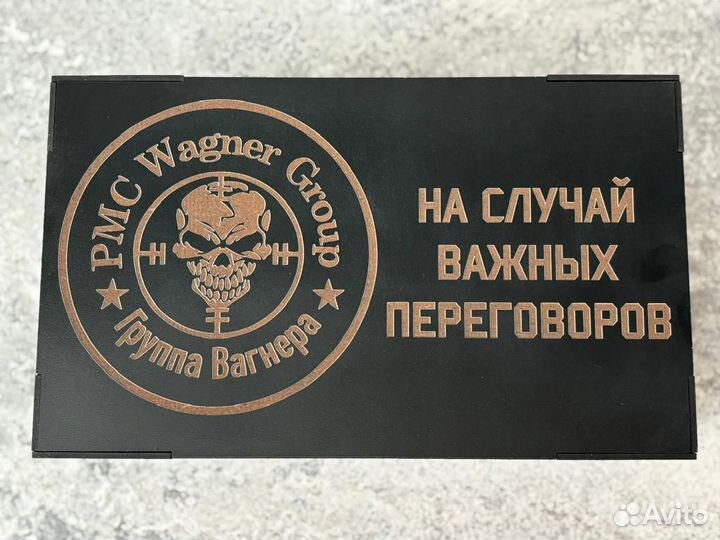 PMC Wagner Group
Группа Вагнера
НА СЛУЧАЙ
ВАЖНЫХ
ПЕРЕГОВОРОВ
Avito